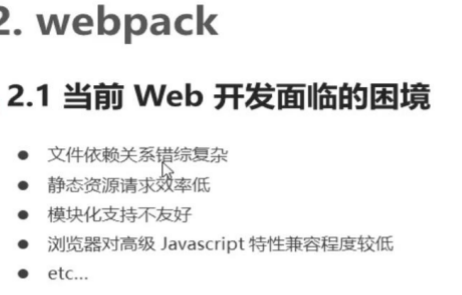 2. webpack
2.1 当前 Web 开发面临的困境
● 文件依赖关系错综复杂
● 静态资源请求效率低
● 模块化支持不友好
● 浏览器对高级 Javascript 特性兼容程度较低
● etc...